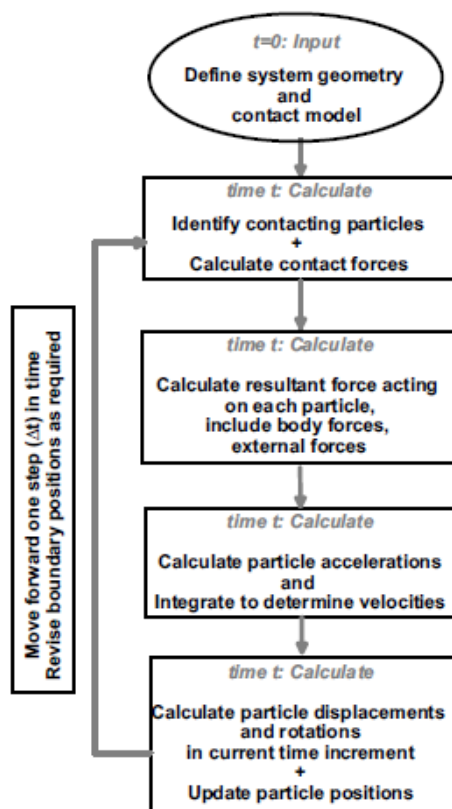 t=0: Input
Define system geometry
and
contact model
time t: Calculate
Identify contacting particles
+
Calculate contact forces
time t: Calculate
Calculate resultant force acting
on each particle,
include body forces,
external forces
time t: Calculate
Calculate particle accelerations
and
Integrate to determine velocities
time t: Calculate
Calculate particle displacements
and rotations
in current time increment
+
Update particle positions
Move forward one step (Δt) in time
Revise boundary positions as required